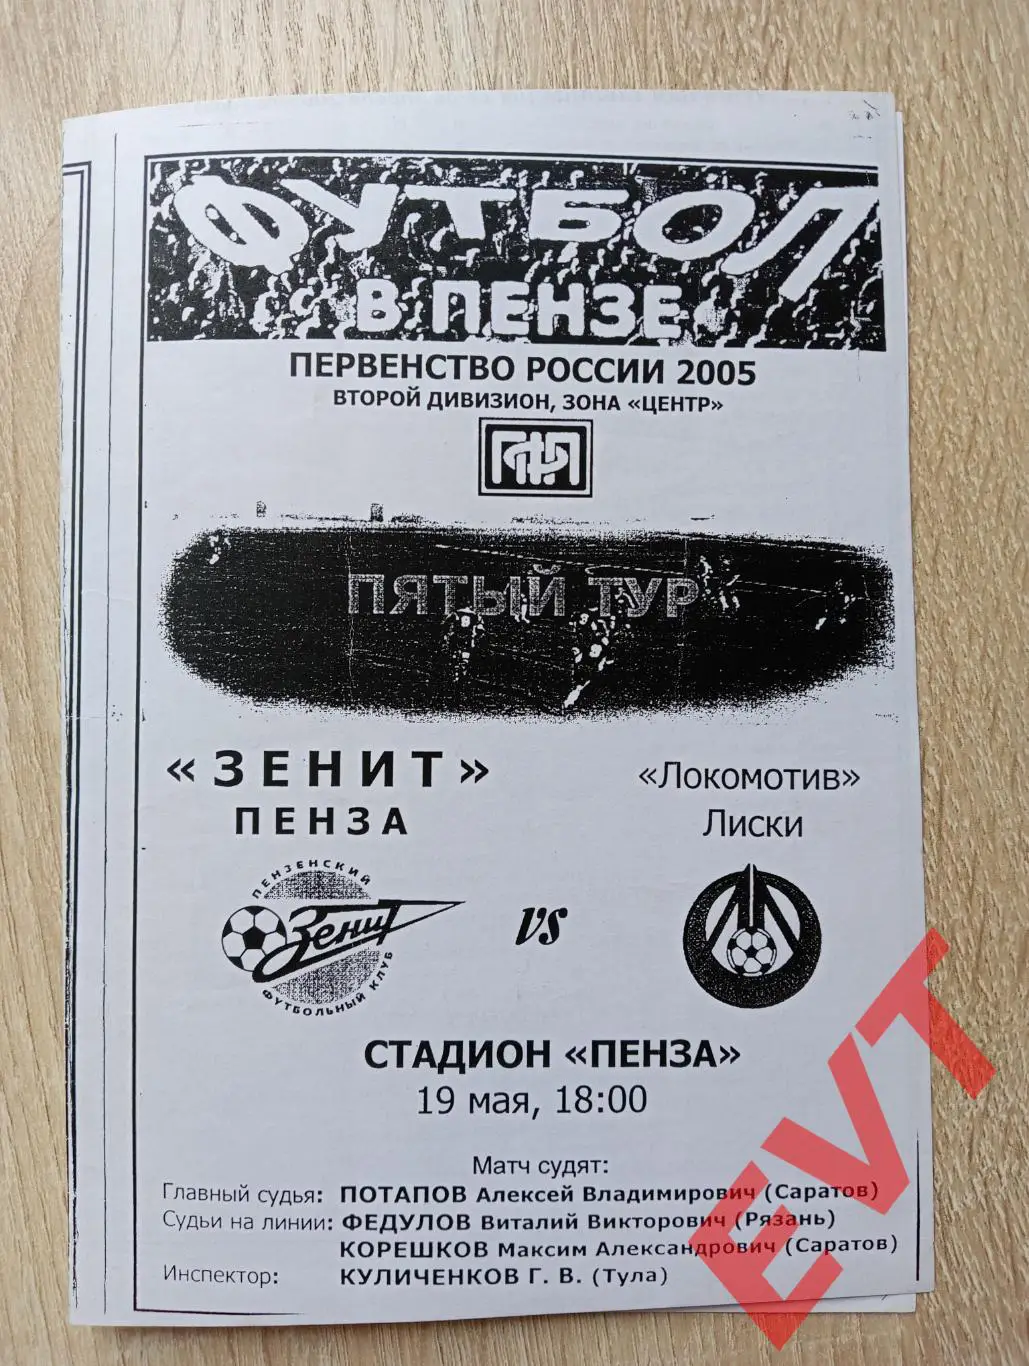 ФУТБОЛ
В ПЕНЗЕ
ПЕРВЕНСТВО РОССИИ 2005
ВТОРОЙ ДИВИЗИОН, ЗОНА «ЦЕНТР»
ПФЛ
ПЯТЫЙ ТУР
«ЗЕНИТ»
ПЕНЗА
«Локомотив»
Лиски
ПЕНЗЕНСКИЙ
Зенит
ФУТБОЛЬНЫЙ КЛУБ
vs
СТАДИОН «ПЕНЗА»
19 мая, 18:00
Матч судят:
Главный судья: ПОТАПОВ Алексей Владимирович (Саратов)
Судьи на линии: ФЕДУЛОВ Виталий Викторович (Рязань)
КОРЕШКОВ Максим Александрович (Саратов)
Инспектор: КУЛИЧЕНКОВ Г. В. (Тула)
EVT